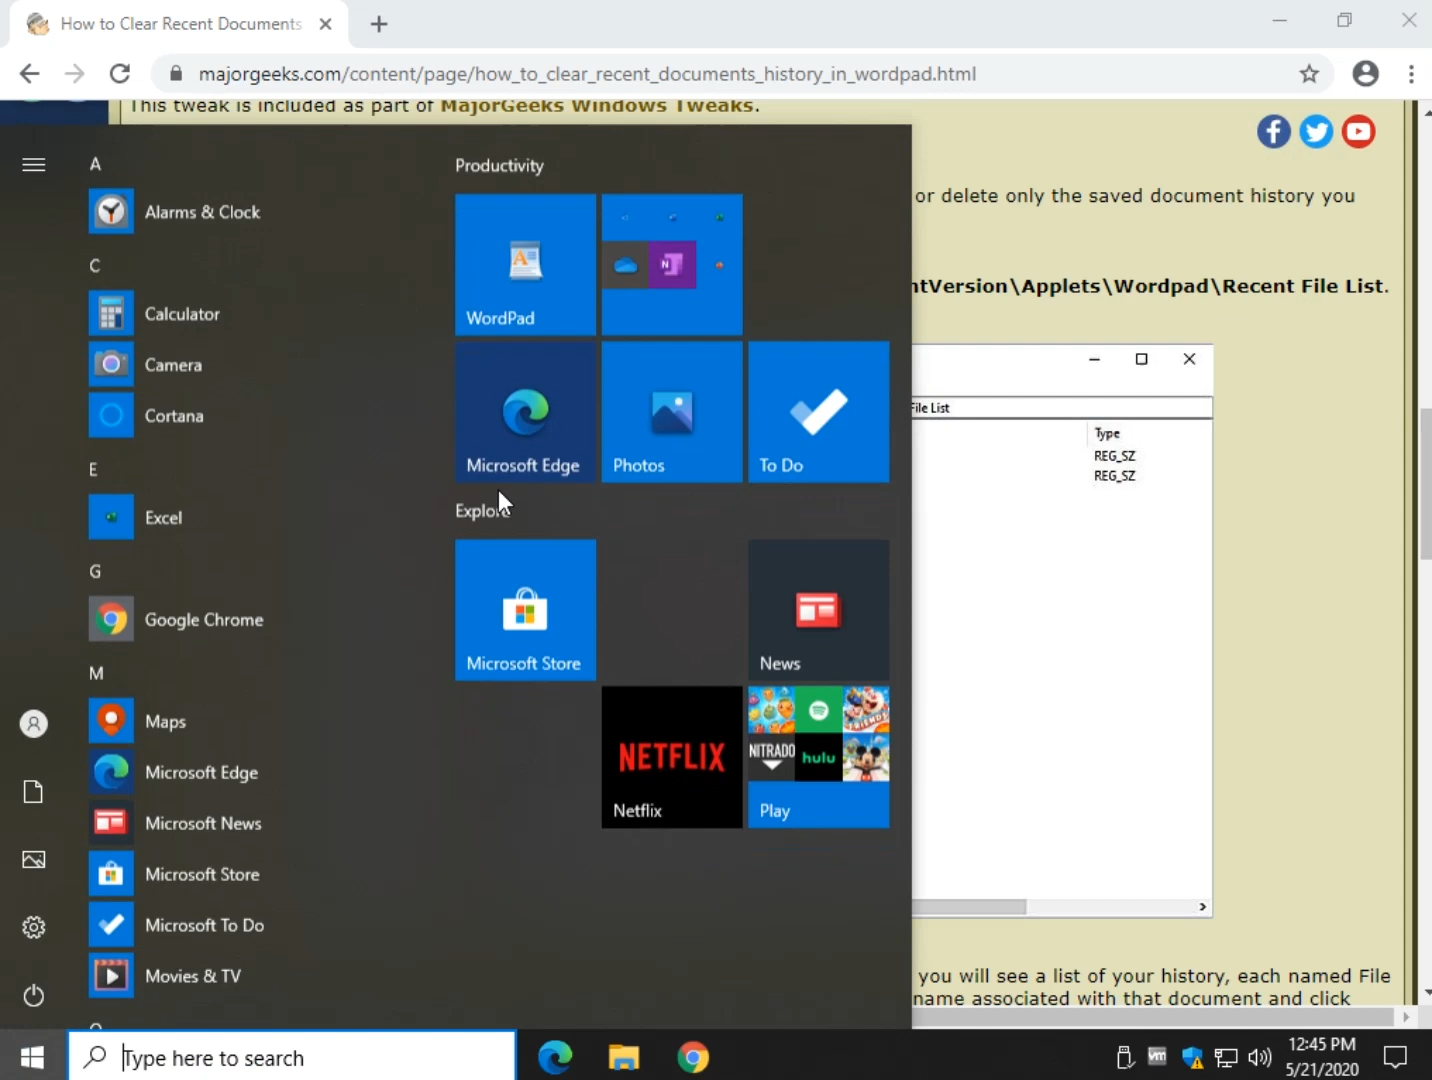 How to Clear Recent Documents
majorgeeks.com/content/page/how_to_clear_recent_documents_history_in_wordpad.html
This tweak is included as part of MajorGeeks Windows Tweaks.
or delete only the saved document history you
ntVersion\Applets\Wordpad\Recent File List.
File List
Type
REG_SZ
REG_SZ
you will see a list of your history, each named File
name associated with that document and click
A
Alarms & Clock
C
Calculator
Camera
Cortana
E
Excel
G
Google Chrome
M
Maps
Microsoft Edge
Microsoft News
Microsoft Store
Microsoft To Do
Movies & TV
Productivity
WordPad
N
Microsoft Edge
Photos
To Do
Explore
Microsoft Store
News
NETFLIX
Netflix
FRIENDS
NITRADO
hulu
Play
Type here to search
vm
12:45 PM
5/21/2020